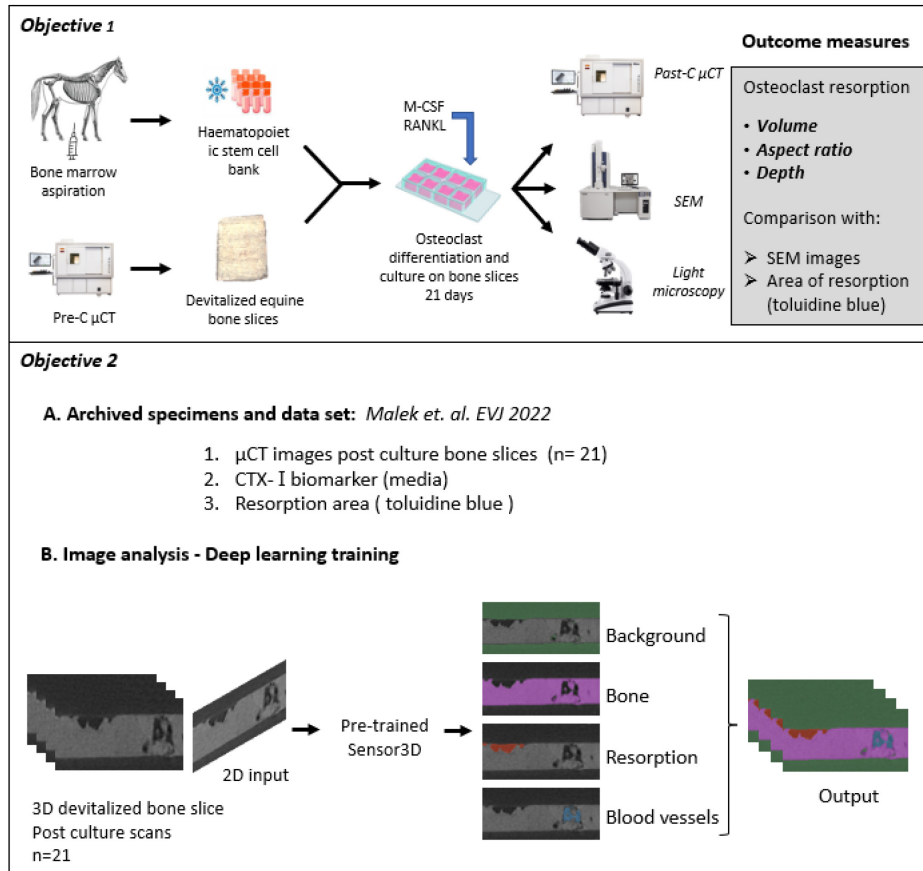 Objective 1
Bone marrow
aspiration
Haematopoiet
ic stem cell
bank
Pre-C µCT
Devitalized equine
bone slices
M-CSF
RANKL
Osteoclast
differentiation and
culture on bone slices
21 days
Past-C µCT
SEM
Light
microscopy
Outcome measures
Osteoclast resorption
• Volume
• Aspect ratio
• Depth
Comparison with:
➢ SEM images
➢ Area of resorption
(toluidine blue)
Objective 2
A. Archived specimens and data set: Malek et. al. EVJ 2022
1. µCT images post culture bone slices (n= 21)
2. CTX- I biomarker (media)
3. Resorption area ( toluidine blue )
B. Image analysis - Deep learning training
2D input
3D devitalized bone slice
Post culture scans
n=21
Pre-trained
Sensor3D
Background
Bone
Resorption
Blood vessels
Output